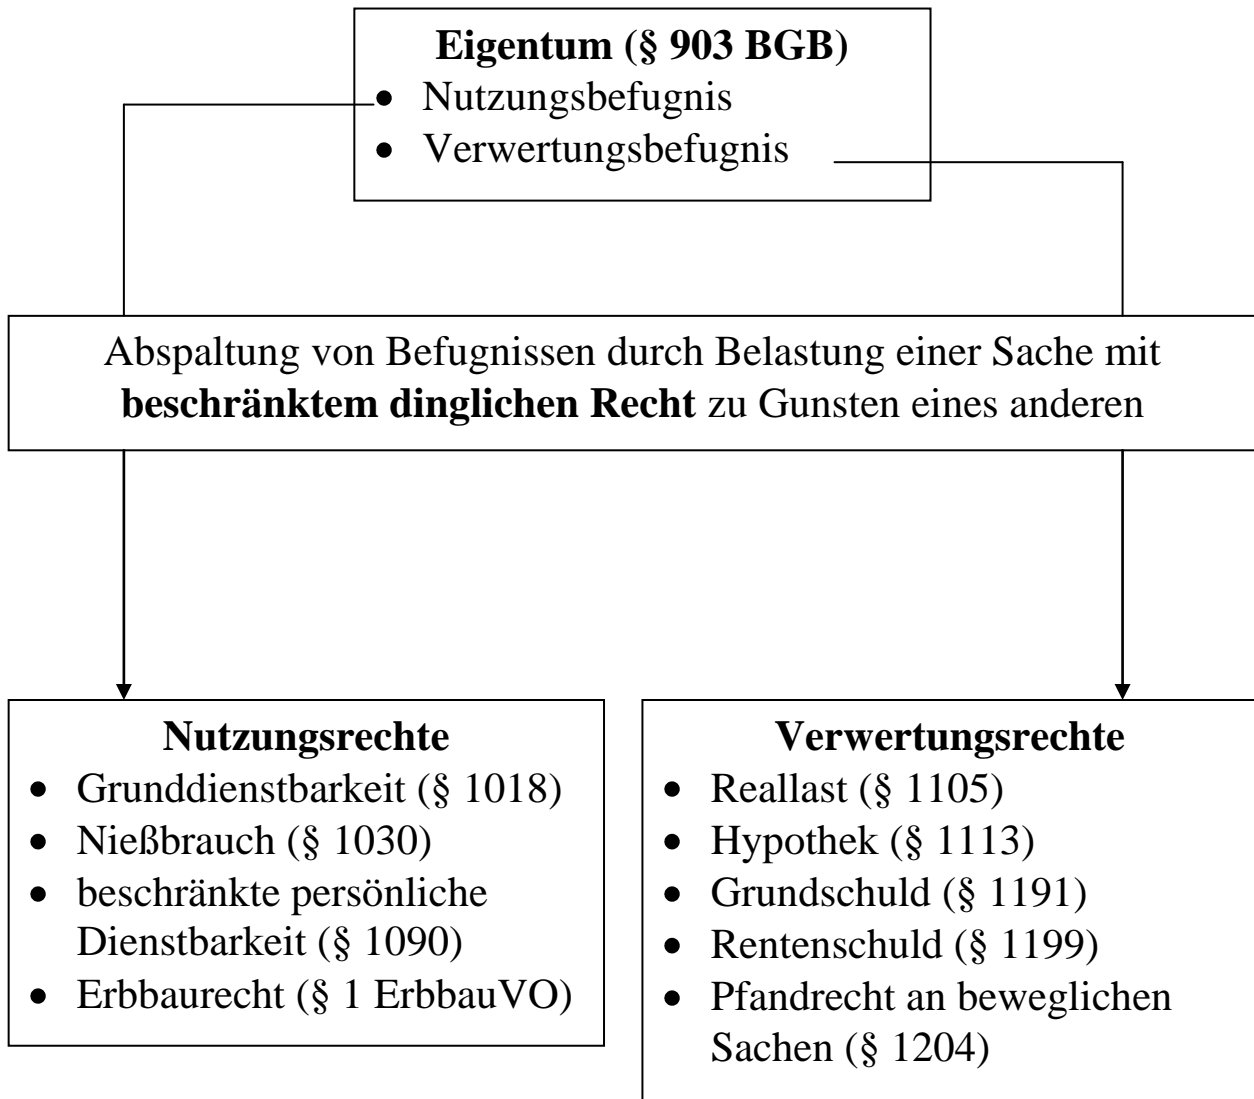 Eigentum (§ 903 BGB)
• Nutzungsbefugnis
• Verwertungsbefugnis
Abspaltung von Befugnissen durch Belastung einer Sache mit
beschränktem dinglichen Recht zu Gunsten eines anderen
Nutzungsrechte
• Grunddienstbarkeit (§ 1018)
• Nießbrauch (§ 1030)
• beschränkte persönliche
Dienstbarkeit (§ 1090)
• Erbbaurecht (§ 1 ErbbauVO)
Verwertungsrechte
• Reallast (§ 1105)
• Hypothek (§ 1113)
• Grundschuld (§ 1191)
• Rentenschuld (§ 1199)
• Pfandrecht an beweglichen
Sachen (§ 1204)